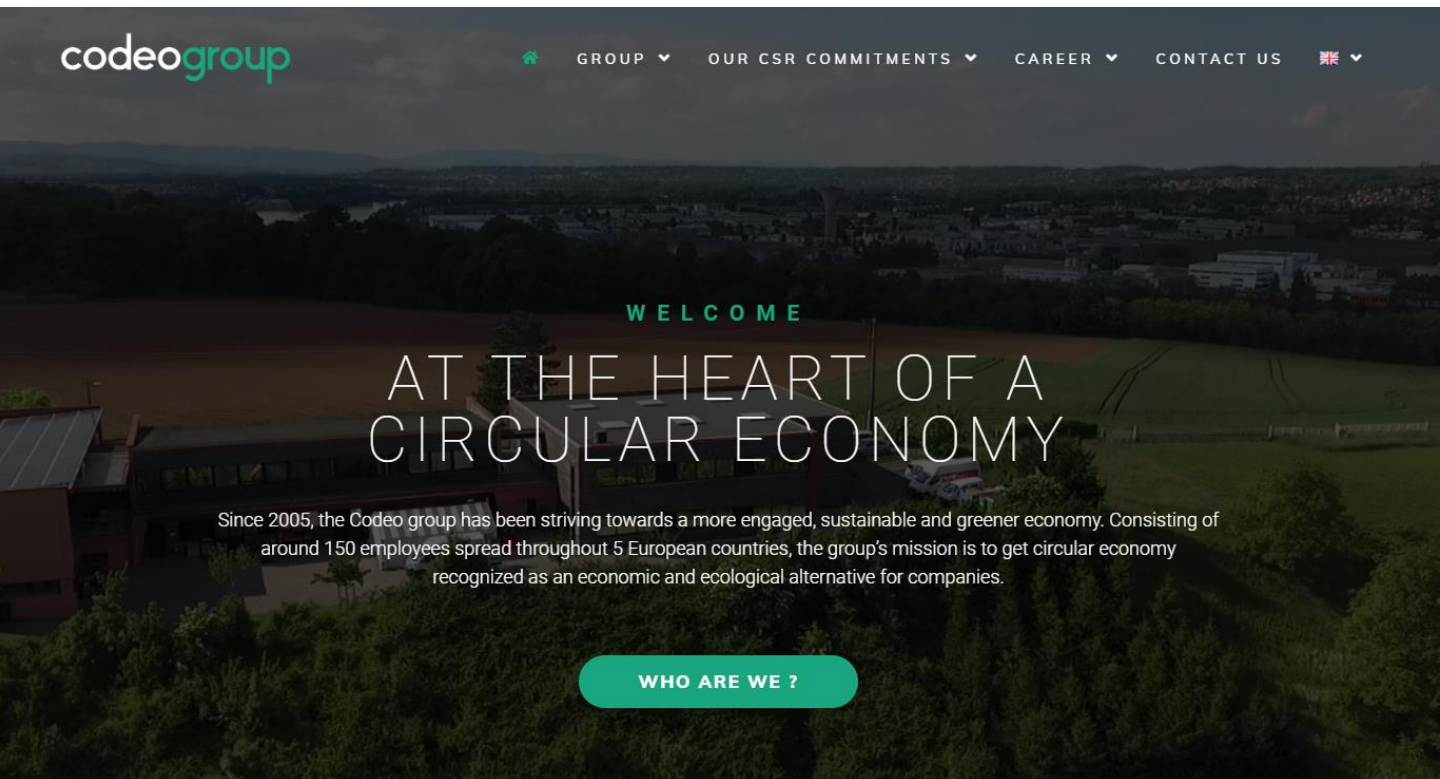 codeogroup
GROUP
OUR CSR COMMITMENTS
CAREER
CONTACT US
WELCOME
AT THE HEART OF A
CIRCULAR ECONOMY
Since 2005, the Codeo group has been striving towards a more engaged, sustainable and greener economy. Consisting of
around 150 employees spread throughout 5 European countries, the group's mission is to get circular economy
recognized as an economic and ecological alternative for companies.
WHO ARE WE ?